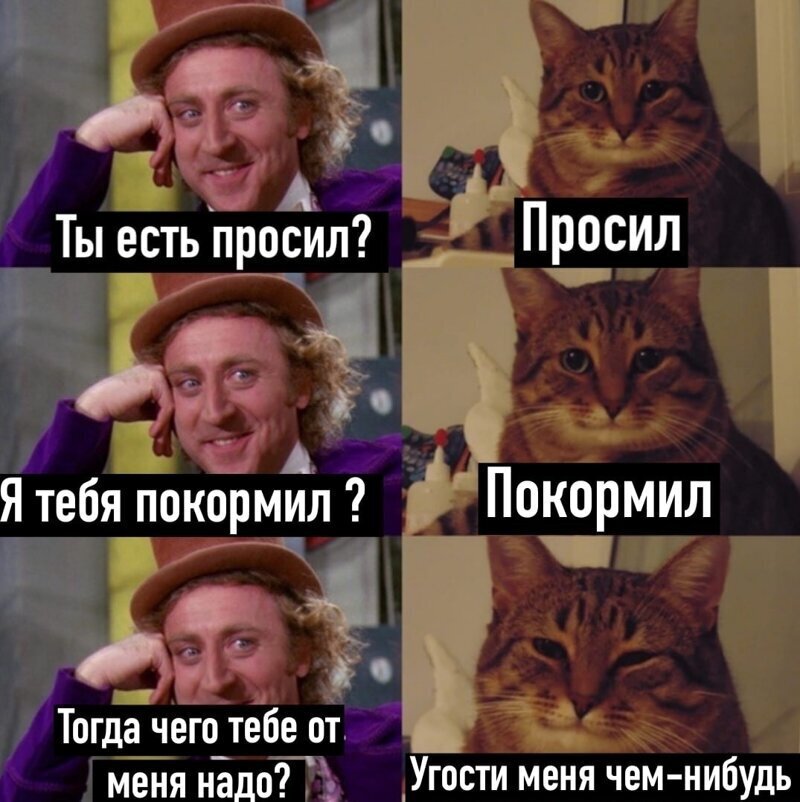 Ты есть просил?
Просил
Я тебя покормил ?
Покормил
Тогда чего тебе от
меня надо?
Угости меня чем-нибудь